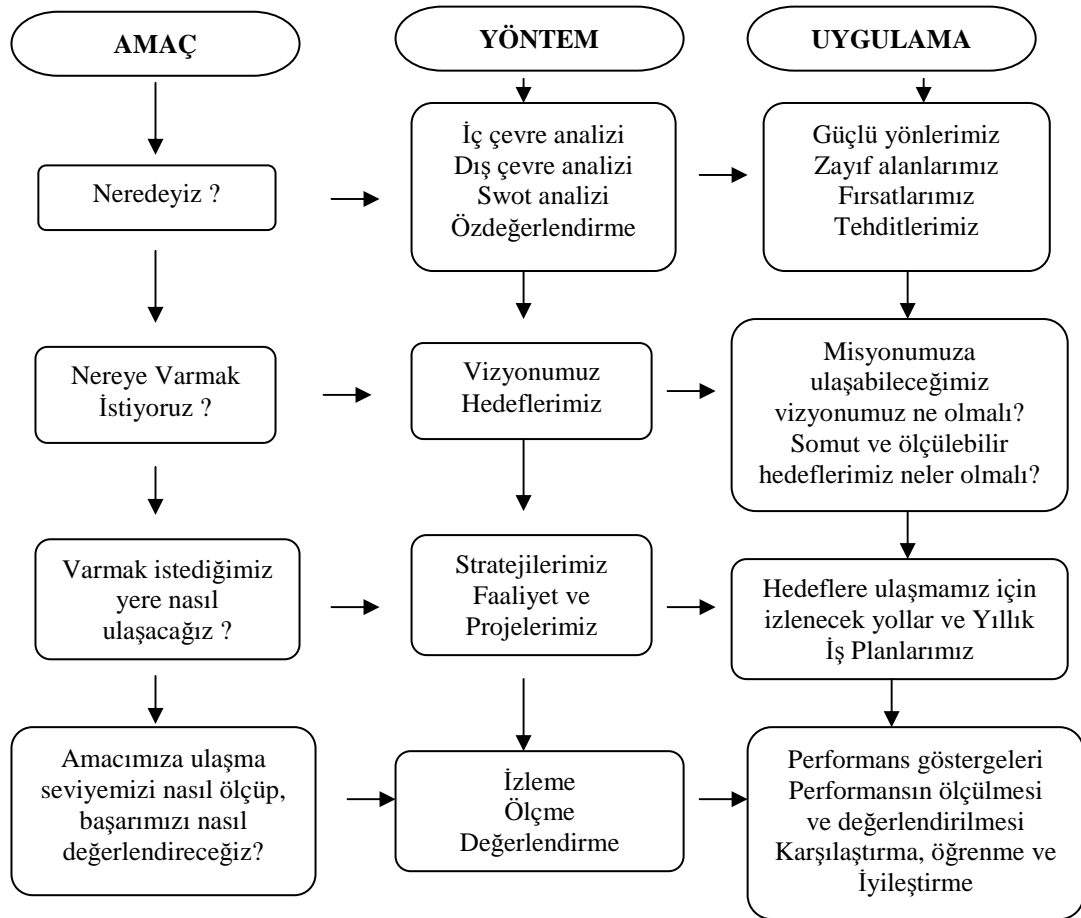 AMAÇ
YÖNTEM
UYGULAMA
Neredeyiz ?
İç çevre analizi
Dış çevre analizi
Swot analizi
Özdeğerlendirme
Güçlü yönlerimiz
Zayıf alanlarımız
Fırsatlarımız
Tehditlerimiz
Nereye Varmak
İstiyoruz ?
Vizyonumuz
Hedeflerimiz
Misyonumuza
ulaşabileceğimiz
vizyonumuz ne olmalı?
Somut ve ölçülebilir
hedeflerimiz neler olmalı?
Varmak istediğimiz
yere nasıl
ulaşacağız ?
Stratejilerimiz
Faaliyet ve
Projelerimiz
Hedeflere ulaşmamız için
izlenecek yollar ve Yıllık
İş Planlarımız
Amacımıza ulaşma
seviyemizi nasıl ölçüp,
başarımızı nasıl
değerlendireceğiz?
İzleme
Ölçme
Değerlendirme
Performans göstergeleri
Performansın ölçülmesi
ve değerlendirilmesi
Karşılaştırma, öğrenme ve
İyileştirme